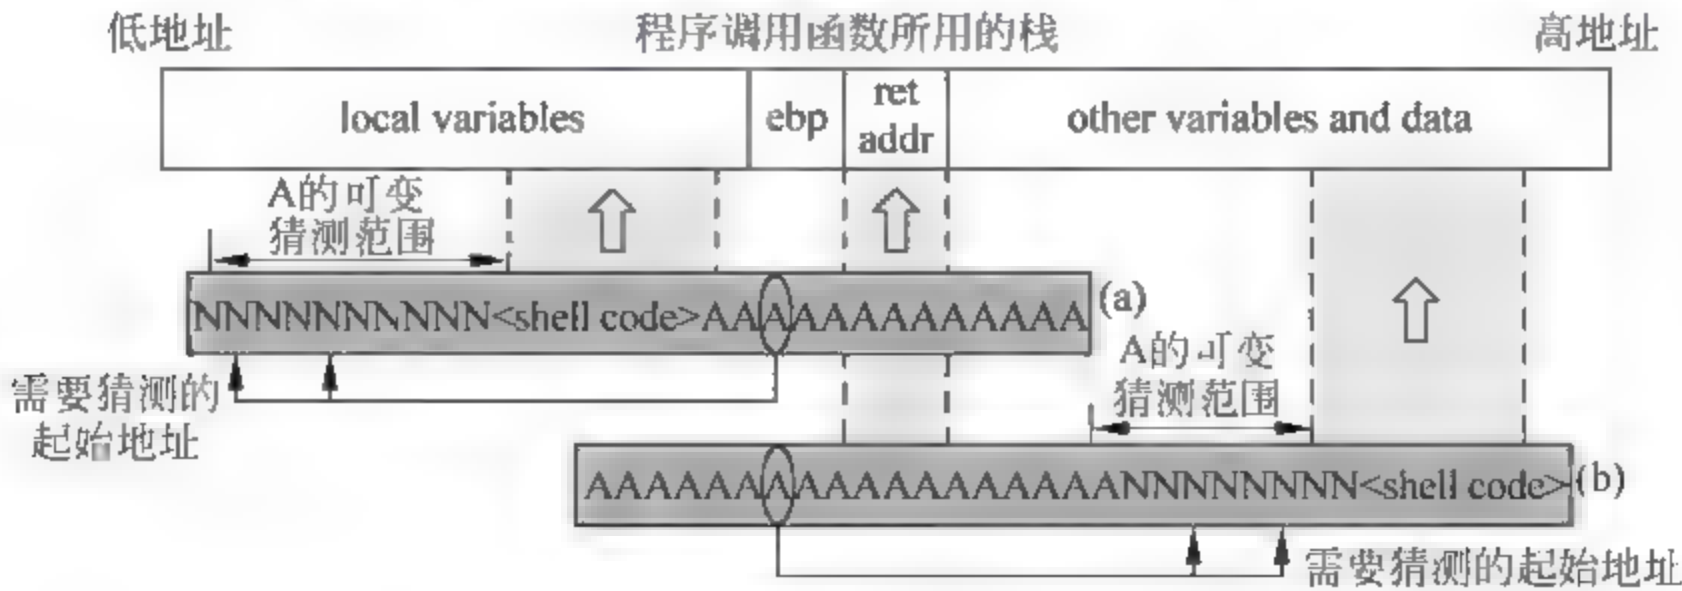 低地址
程序调用函数所用的栈
高地址
local variables
ebp
ret
addr
other variables and data
A的可变
猜测范围
NNNNNNNNNN<shell code>AAAAAAAAAAAAA
(a)
需要猜测的
起始地址
A的可变
猜测范围
AAAAAAAAAAAAAAAAAANNNNNNNN<shell code>
(b)
需要猜测的起始地址